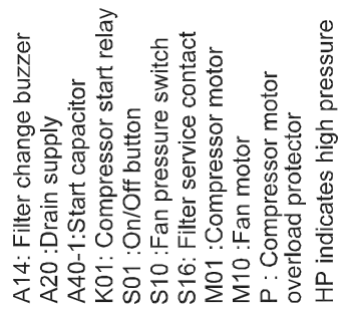 A14: Filter change buzzer
A20 :Drain supply
A40-1:Start capacitor
K01: Compressor start relay
S01 :On/Off button
S10 :Fan pressure switch
S16: Filter service contact
M01 :Compressor motor
M10 :Fan motor
P : Compressor motor
overload protector
HP indicates high pressure